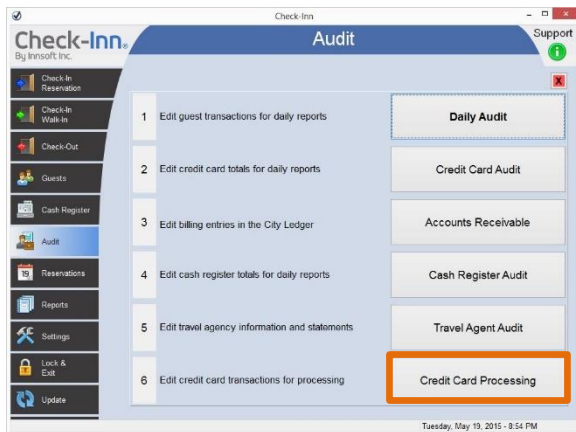 Check-Inn
Check-Inn®
By Innsoft Inc.
Audit
Support
X
Check-In
Reservation
Check-In
Walk-In
Check-Out
Guests
Cash Register
Audit
19
Reservations
Reports
Settings
Lock &
Exit
Update
1 Edit guest transactions for daily reports Daily Audit
2 Edit credit card totals for daily reports Credit Card Audit
3 Edit billing entries in the City Ledger Accounts Receivable
4 Edit cash register totals for daily reports Cash Register Audit
5 Edit travel agency information and statements Travel Agent Audit
6 Edit credit card transactions for processing Credit Card Processing
Tuesday, May 19, 2015 - 8:54 PM